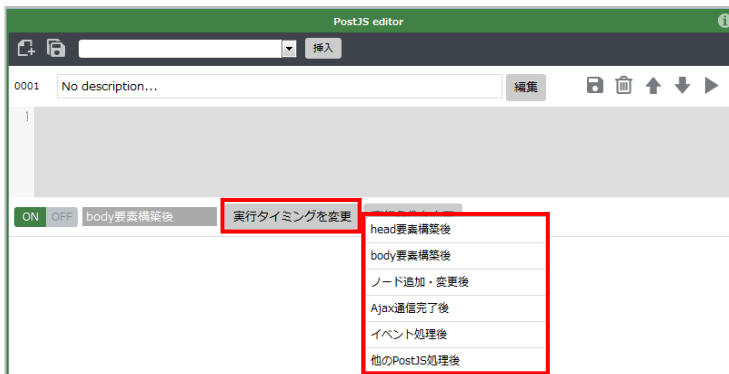 PostJS editor
挿入
0001 No description... 編集
1
ON OFF body要素構築後 実行タイミングを変更
head要素構築後
body要素構築後
ノード追加・変更後
Ajax通信完了後
イベント処理後
他のPostJS処理後